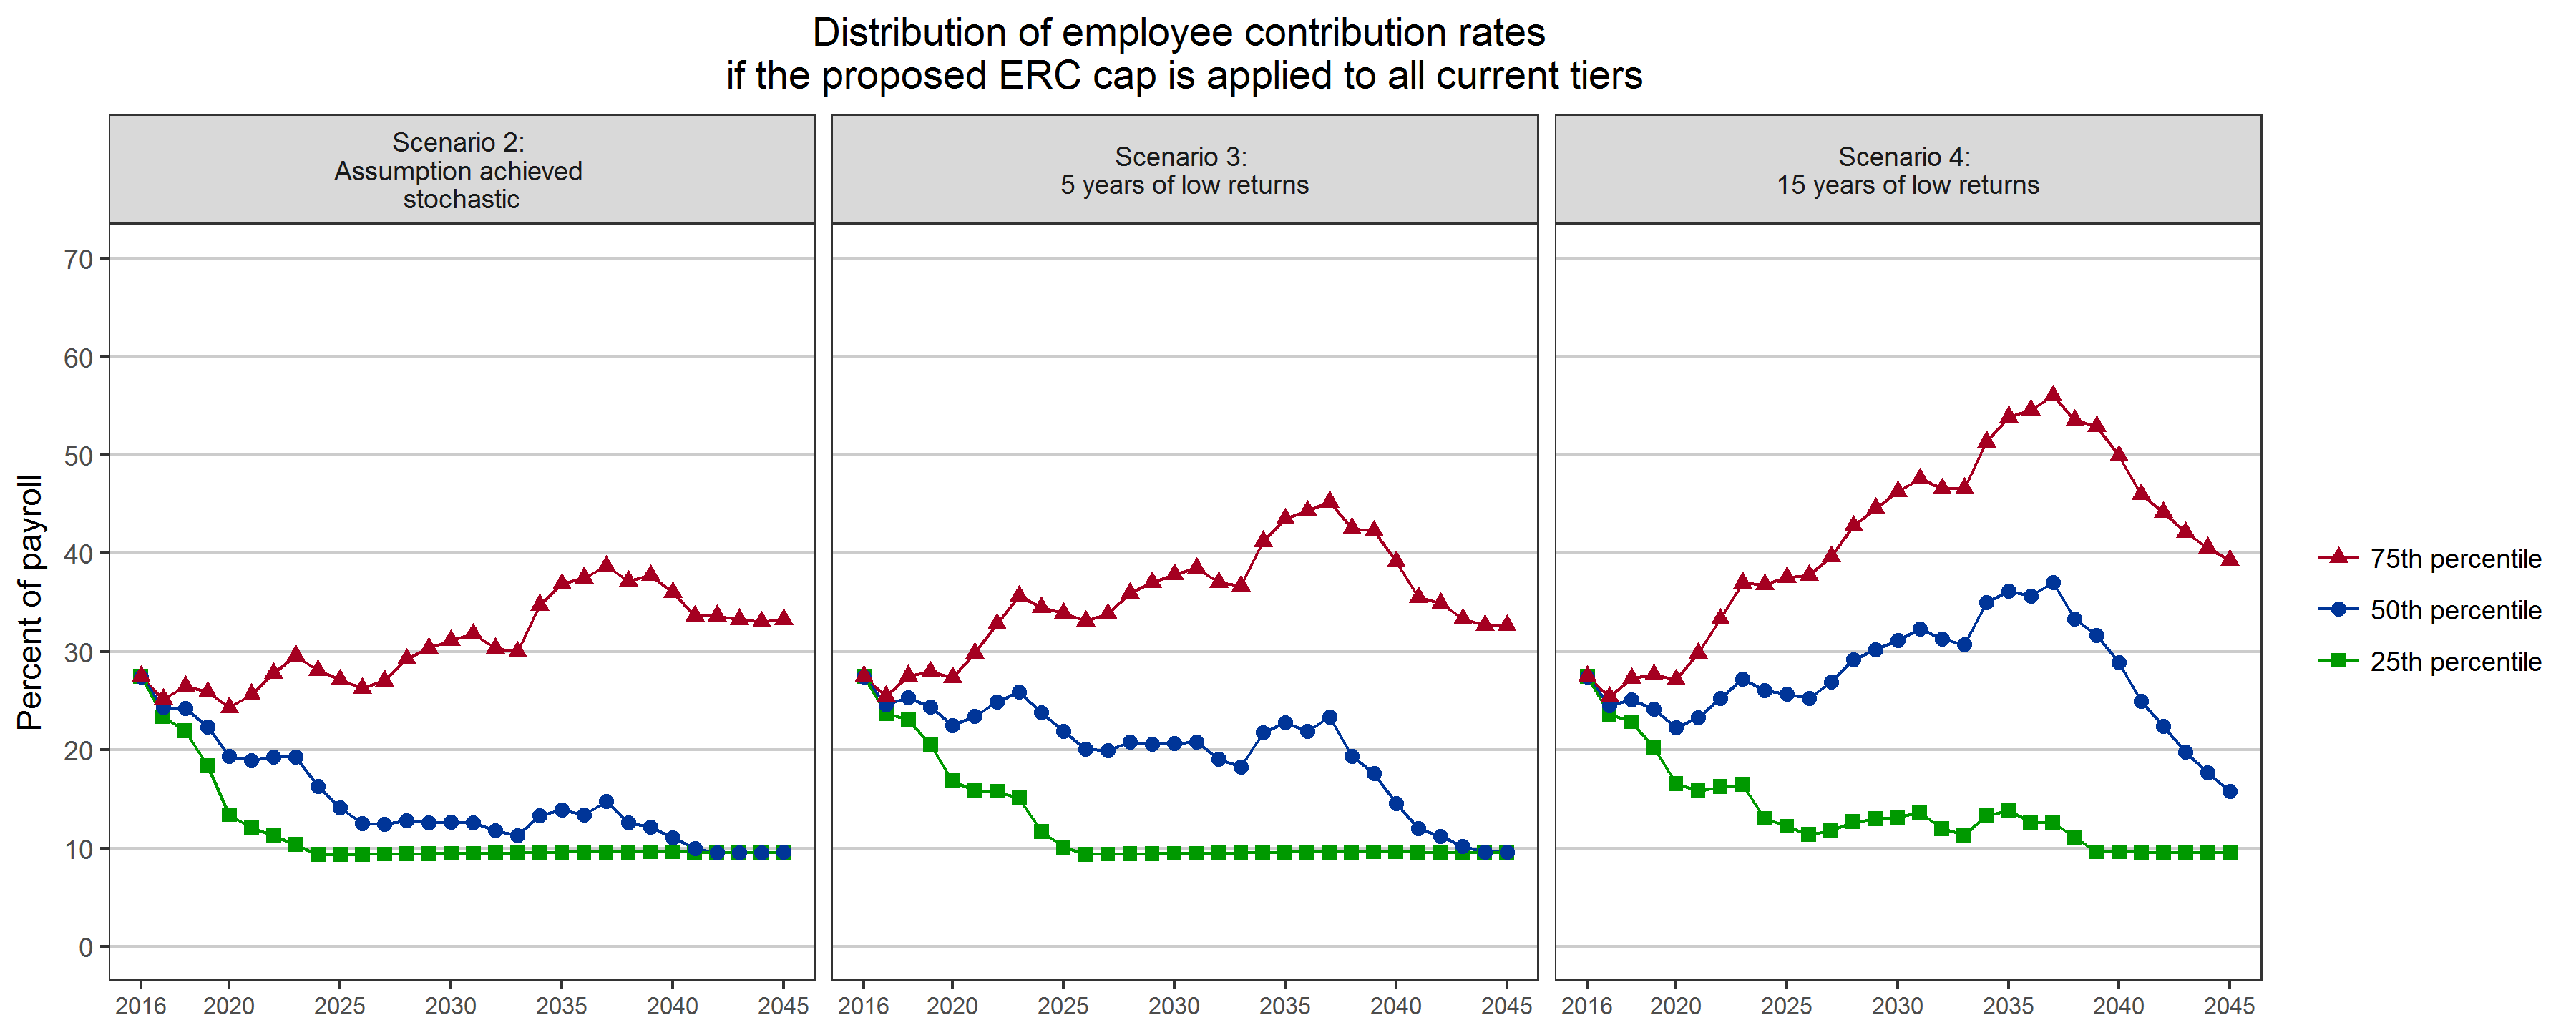 Distribution of employee contribution rates
if the proposed ERC cap is applied to all current tiers
Scenario 2:
Assumption achieved
stochastic
Scenario 3:
5 years of low returns
Scenario 4:
15 years of low returns
Percent of payroll
70
60
50
40
30
20
10
0
2016 2020 2025 2030 2035 2040 2045
2016 2020 2025 2030 2035 2040 2045
2016 2020 2025 2030 2035 2040 2045
75th percentile
50th percentile
25th percentile